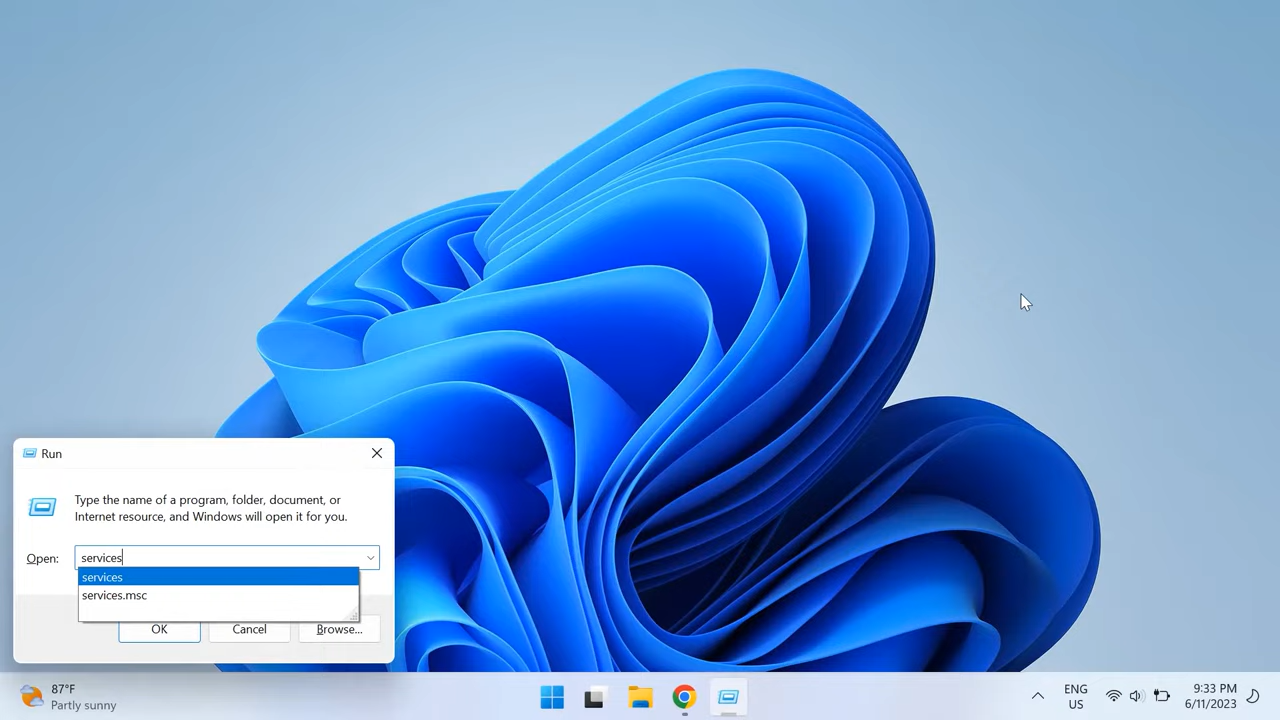 Run
Type the name of a program, folder, document, or
Internet resource, and Windows will open it for you.
Open: services
services
services.msc
OK Cancel Browse...
87°F
Partly sunny
ENG
US
9:33 PM
6/11/2023